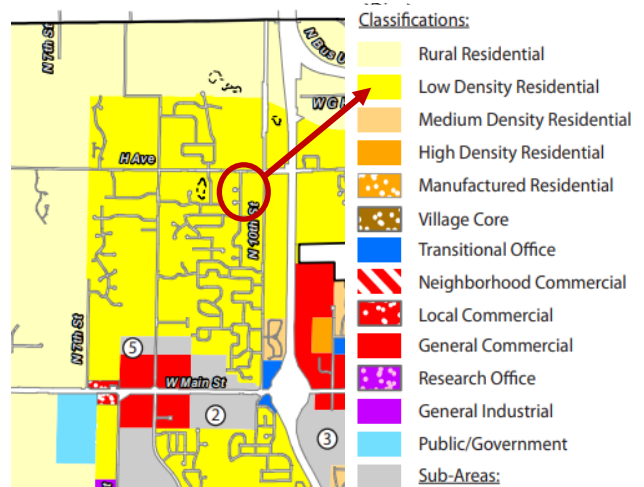 Classifications:
N 7th St
N Bus U
Rural Residential
Low Density Residential
W G
Medium Density Residential
H Ave
High Density Residential
Manufactured Residential
N 10th St
Village Core
Transitional Office
Neighborhood Commercial
N 7th St
Local Commercial
5
General Commercial
W Main St
Research Office
2
General Industrial
3
Public/Government
Sub-Areas: